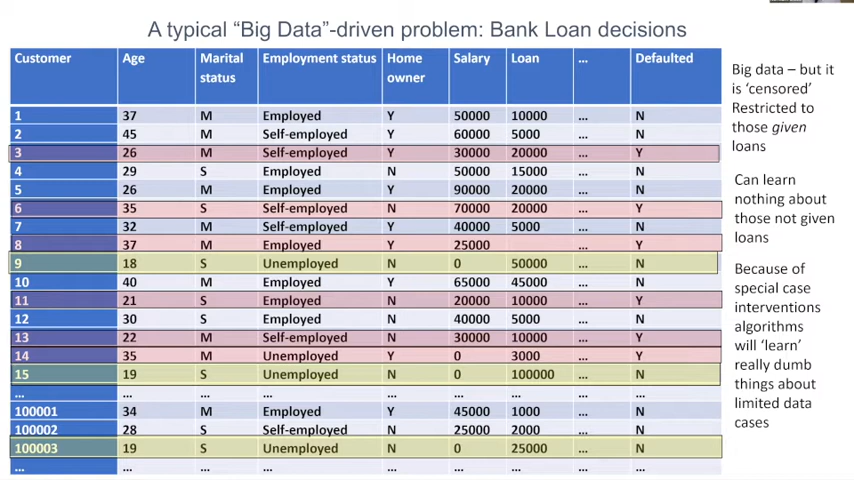 A typical “Big Data”-driven problem: Bank Loan decisions
Customer Age Marital status Employment status Home owner Salary Loan … Defaulted
1 37 M Employed Y 50000 10000 … N
2 45 M Self-employed Y 60000 5000 … N
3 26 M Self-employed Y 30000 20000 … Y
4 29 S Employed N 50000 15000 … N
5 26 M Employed Y 90000 20000 … N
6 35 S Self-employed N 70000 20000 … Y
7 32 M Self-employed Y 40000 5000 … N
8 37 M Employed Y 25000 … Y
9 18 S Unemployed N 0 50000 … N
10 40 M Employed Y 65000 45000 … N
11 21 S Employed N 20000 10000 … Y
12 30 S Employed N 40000 5000 … N
13 22 M Self-employed N 30000 10000 … Y
14 35 M Unemployed Y 0 3000 … Y
15 19 S Unemployed N 0 100000 … N
… … … … … … … … …
100001 34 M Employed Y 45000 1000 … N
100002 28 S Self-employed N 25000 2000 … N
100003 19 S Unemployed N 0 25000 … N
… … … … … … … … …
Big data – but it
is ‘censored’
Restricted to
those given
loans
Can learn
nothing about
those not given
loans
Because of
special case
interventions
algorithms
will ‘learn’
really dumb
things about
limited data
cases